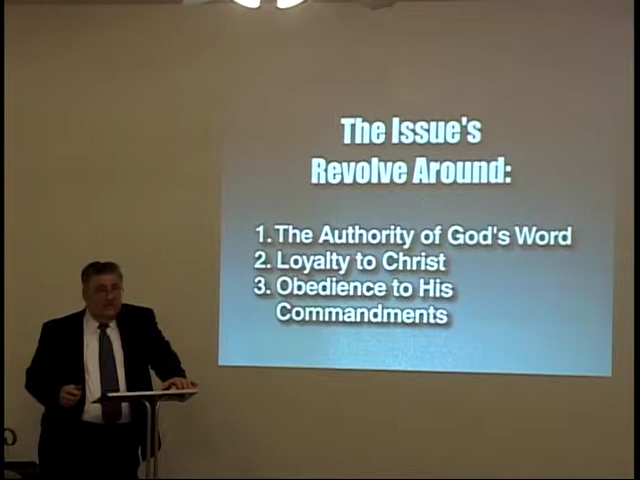 The Issue's
Revolve Around:
1. The Authority of God's Word
2. Loyalty to Christ
3. Obedience to His
Commandments